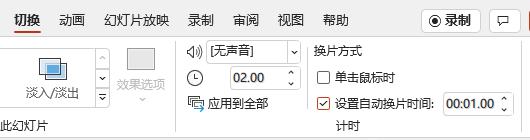 切换 动画 幻灯片放映 录制 审阅 视图 帮助 录制
[无声音] 换片方式
效果选项 02.00 单击鼠标时
淡入/淡出 应用到全部 设置自动换片时间: 00:01.00
此幻灯片 计时